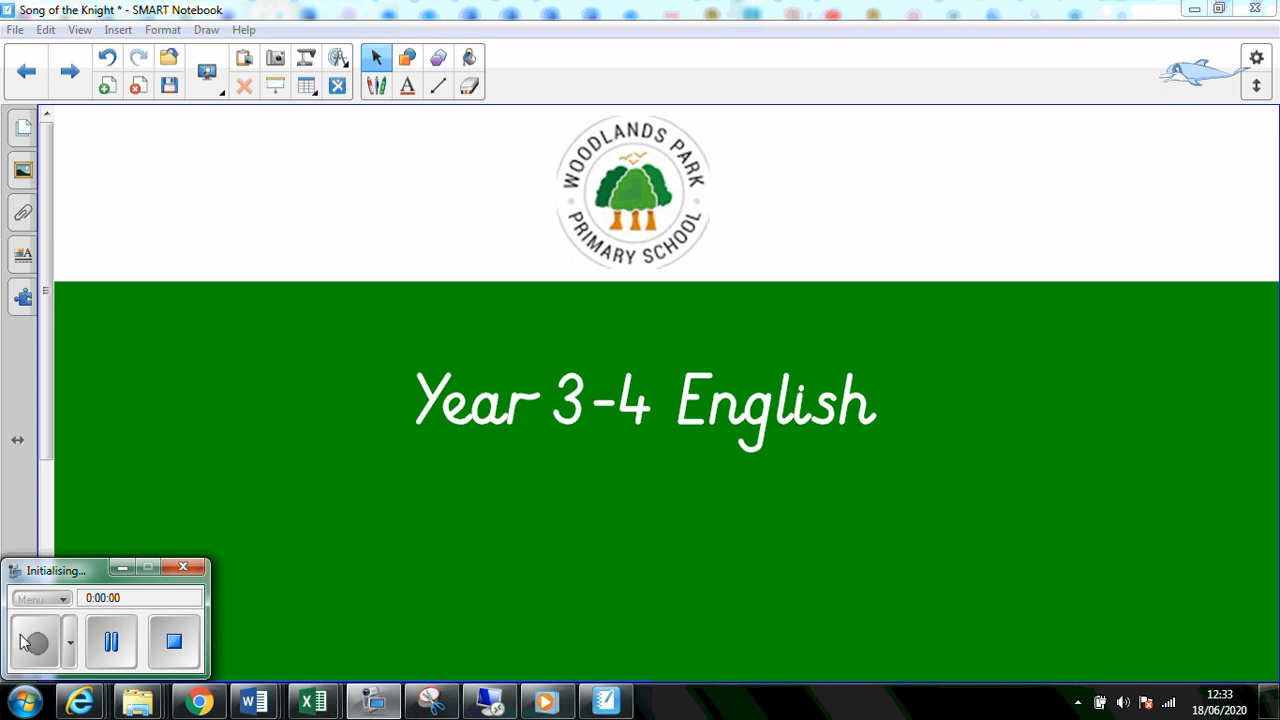 Song of the Knight * - SMART Notebook
File Edit View Insert Format Draw Help
WOODLANDS PARK
PRIMARY SCHOOL
Year 3-4 English
Initialising...
Menu 0:00:00
12:33
18/06/2020